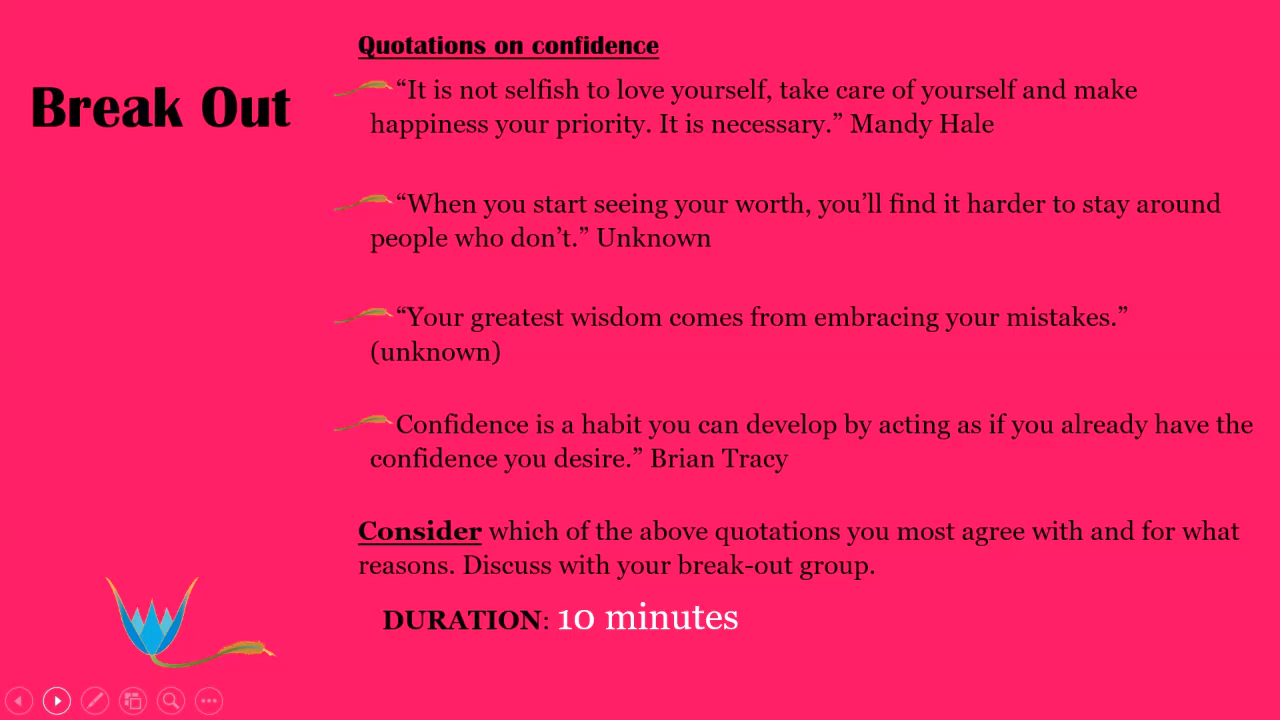 Quotations on confidence
Break Out
“It is not selfish to love yourself, take care of yourself and make
happiness your priority. It is necessary.” Mandy Hale
“When you start seeing your worth, you’ll find it harder to stay around
people who don’t.” Unknown
“Your greatest wisdom comes from embracing your mistakes.”
(unknown)
Confidence is a habit you can develop by acting as if you already have the
confidence you desire.” Brian Tracy
Consider which of the above quotations you most agree with and for what
reasons. Discuss with your break-out group.
DURATION: 10 minutes